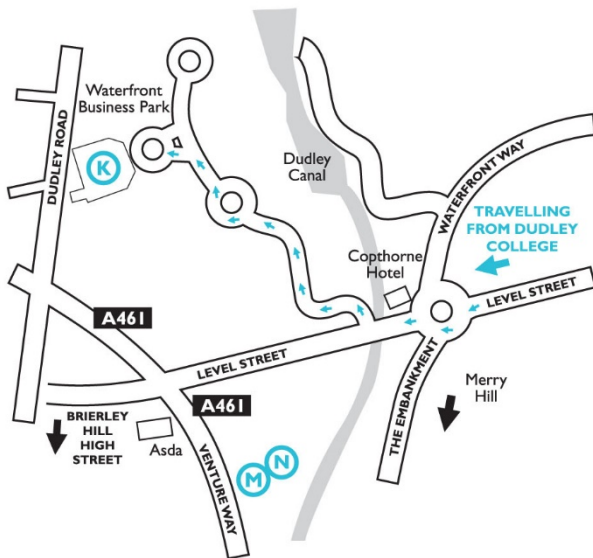 Waterfront
Business Park
DUDLEY ROAD
K
Dudley
Canal
WATERFRONT WAY
TRAVELLING
FROM DUDLEY
COLLEGE
Copthorne
Hotel
LEVEL STREET
A461
LEVEL STREET
A461
THE EMBANKMENT
Merry
Hill
BRIERLEY
HILL
HIGH
STREET
Asda
VENTURE WAY
M
N